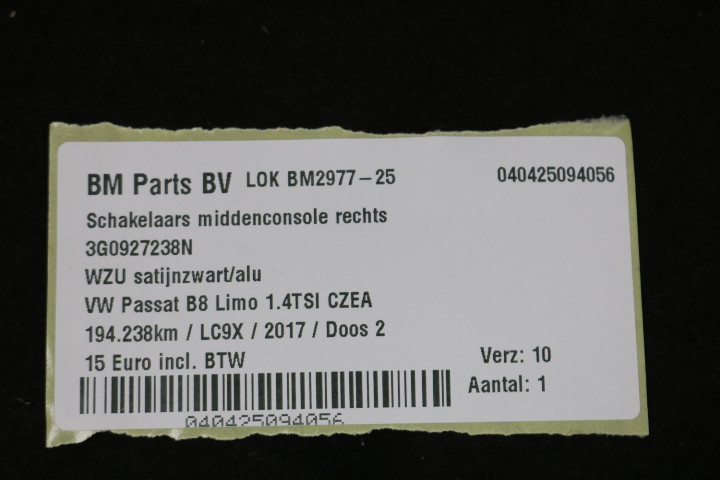 BM Parts BV LOK BM2977-25 040425094056
Schakelaars middenconsole rechts
3G0927238N
WZU satijnzwart/alu
VW Passat B8 Limo 1.4TSI CZEA
194.238km / LC9X / 2017 / Doos 2
15 Euro incl. BTW Verz: 10
Aantal: 1
040425094056